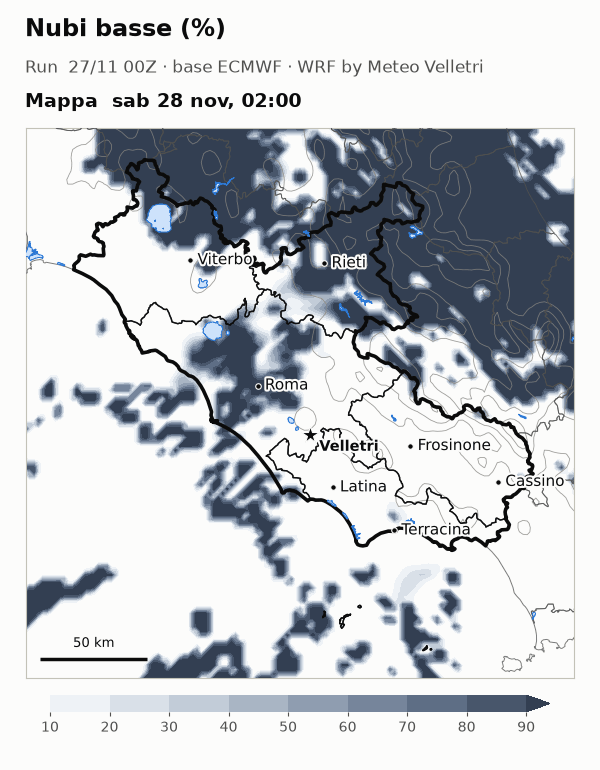 Nubi basse (%)
Run  27/11 00Z · base ECMWF · WRF by Meteo Velletri
Mappa  sab 28 nov, 02:00
Viterbo
Rieti
Roma
Velletri
Frosinone
Latina
Cassino
Terracina
50 km
10 20 30 40 50 60 70 80 90